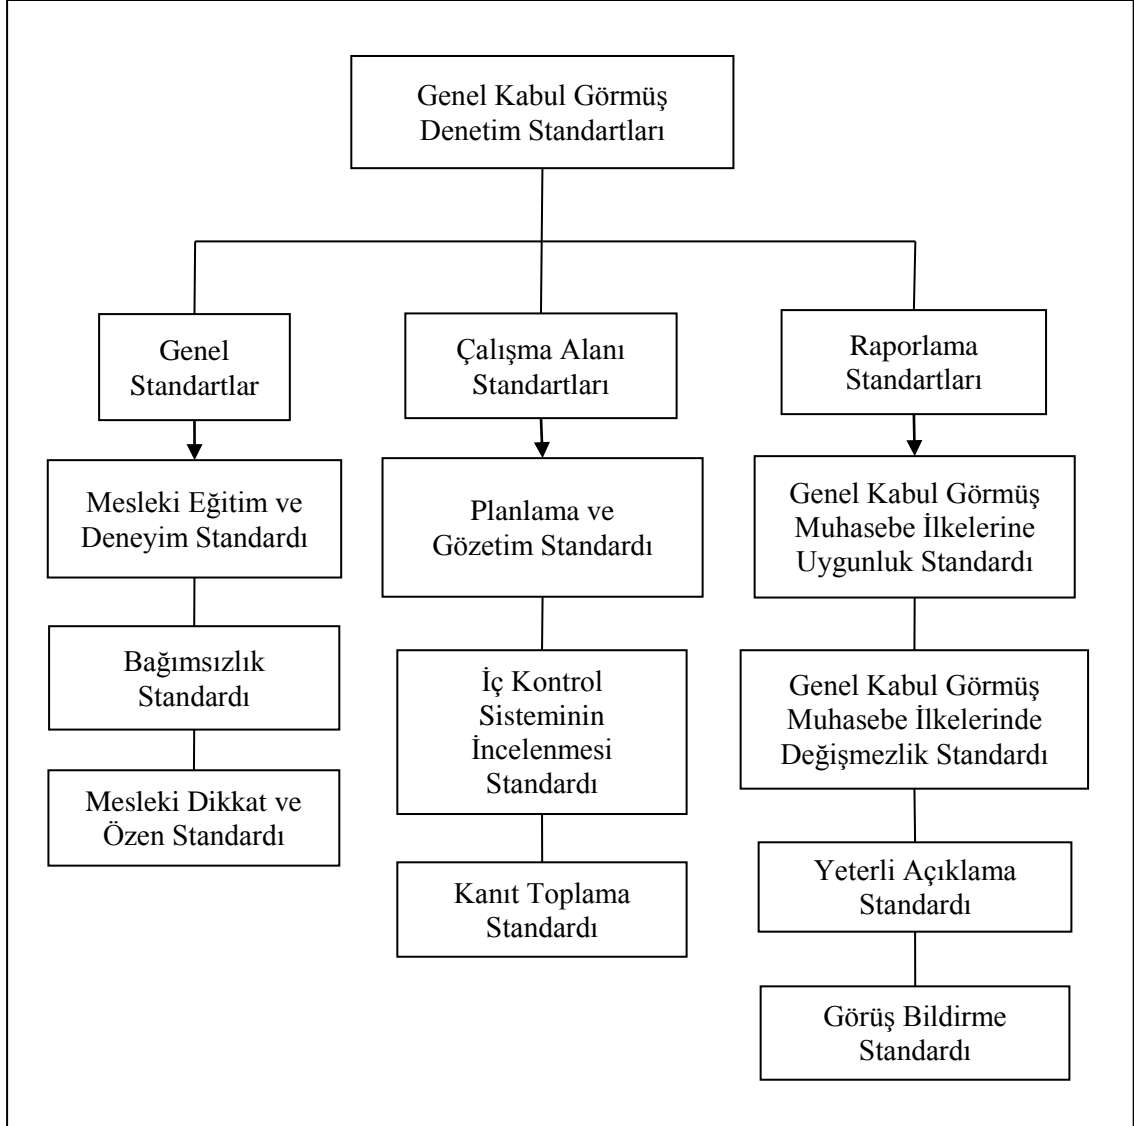 Genel Kabul Görmüş
Denetim Standartları
Genel
Standartlar
Mesleki Eğitim ve
Deneyim Standardı
Bağımsızlık
Standardı
Mesleki Dikkat ve
Özen Standardı
Çalışma Alanı
Standartları
Planlama ve
Gözetim Standardı
İç Kontrol
Sisteminin
İncelenmesi
Standardı
Kanıt Toplama
Standardı
Raporlama
Standartları
Genel Kabul Görmüş
Muhasebe İlkelerine
Uygunluk Standardı
Genel Kabul Görmüş
Muhasebe İlkelerinde
Değişmezlik Standardı
Yeterli Açıklama
Standardı
Görüş Bildirme
Standardı